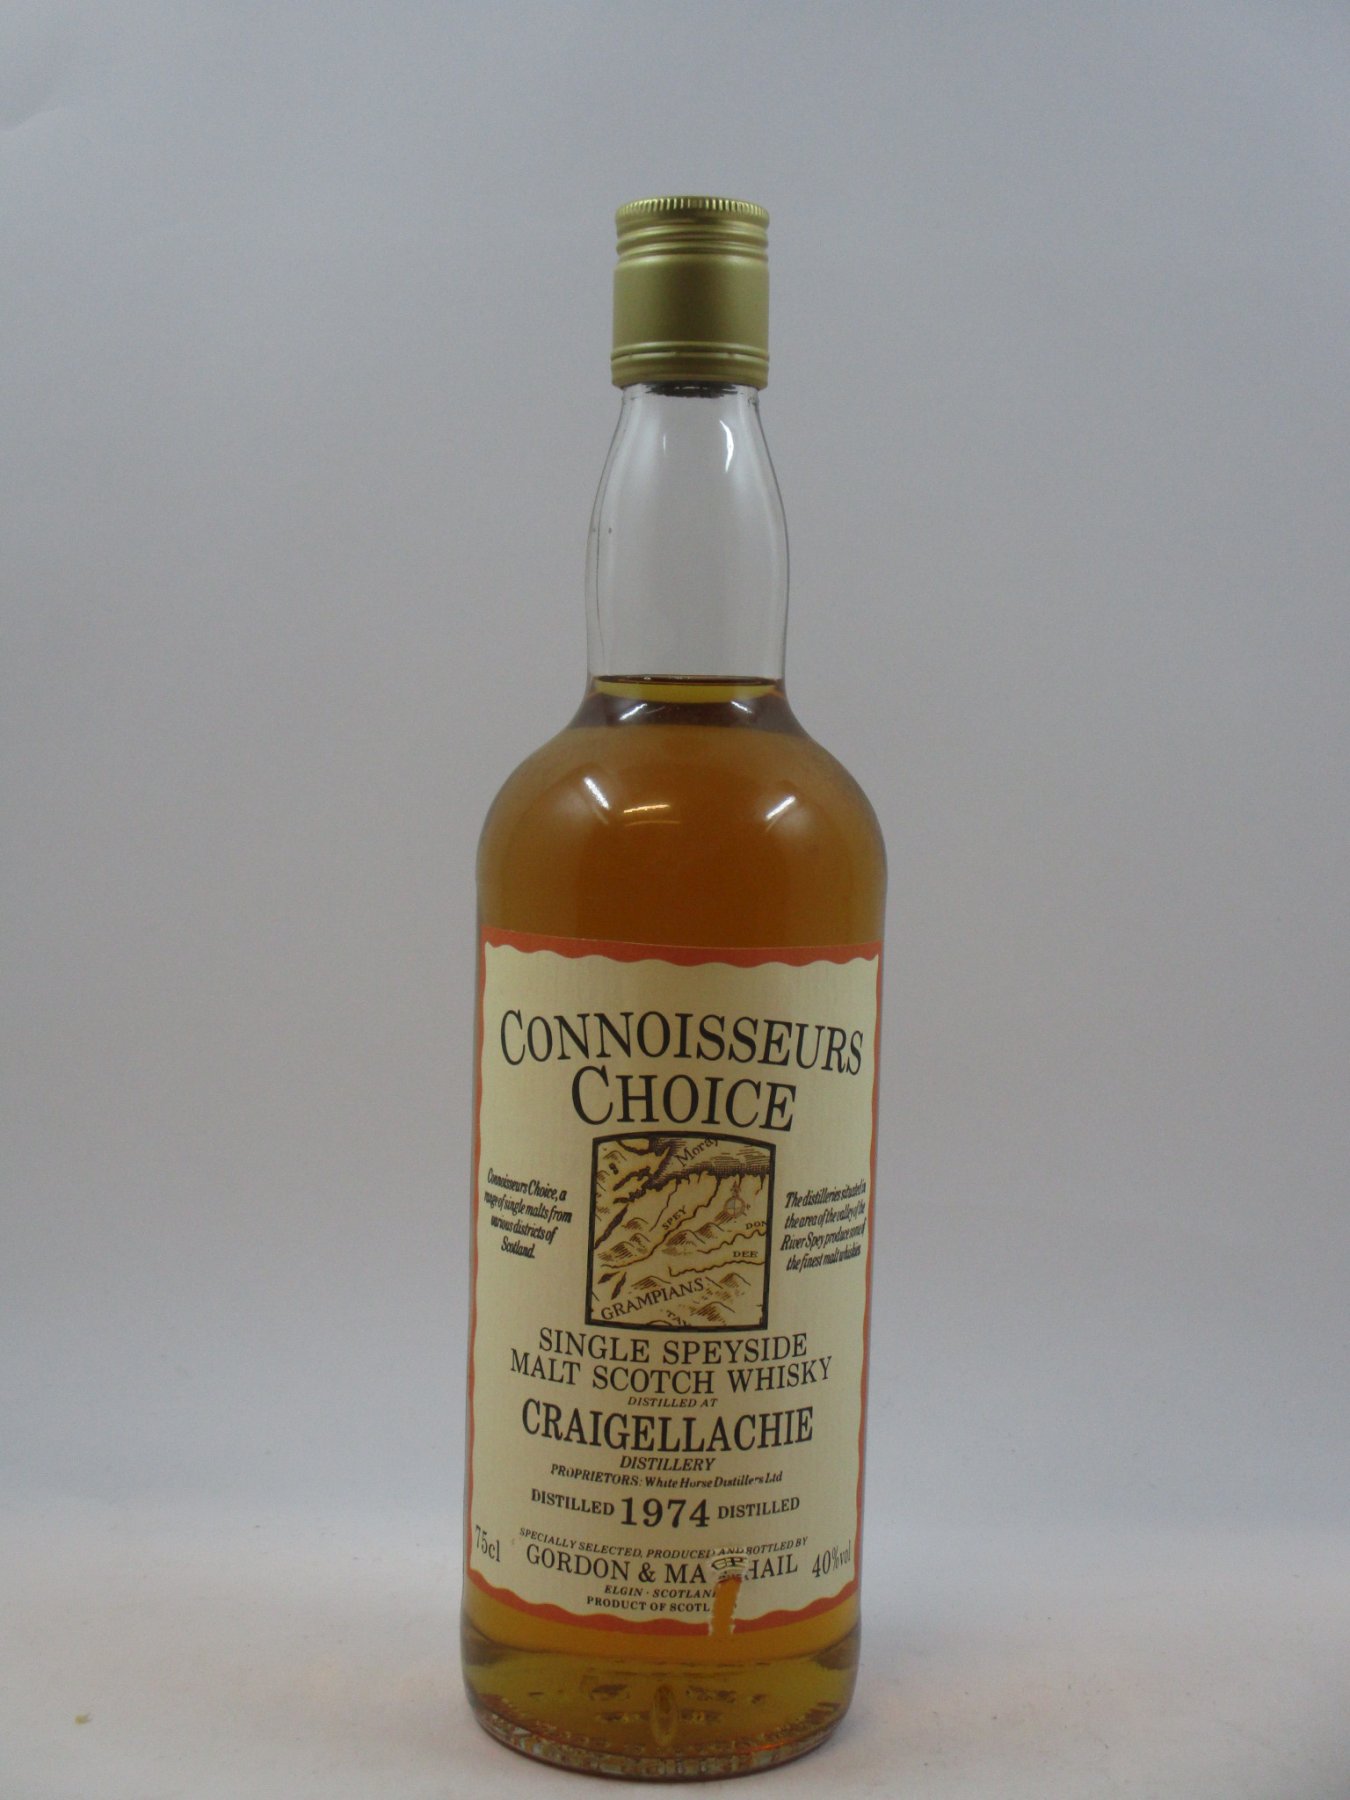 CONNOISSEURS
CHOICE
Connoisseurs Choice, a
range of single malts from
various districts of
Scotland.
Moray
SPEY
DON
DEE
GRAMPIANS
TAY
The distilleries situated in
the area of the valley of the
River Spey produce some of
the finest malt whiskies
SINGLE SPEYSIDE
MALT SCOTCH WHISKY
DISTILLED AT
CRAIGELLACHIE
DISTILLERY
PROPRIETORS: White Horse Distillers Ltd
DISTILLED 1974 DISTILLED
75cl
SPECIALLY SELECTED, PRODUCED AND BOTTLED BY
GORDON & MA HAIL
40%vol
ELGIN · SCOTLAN
PRODUCT OF SCOTL